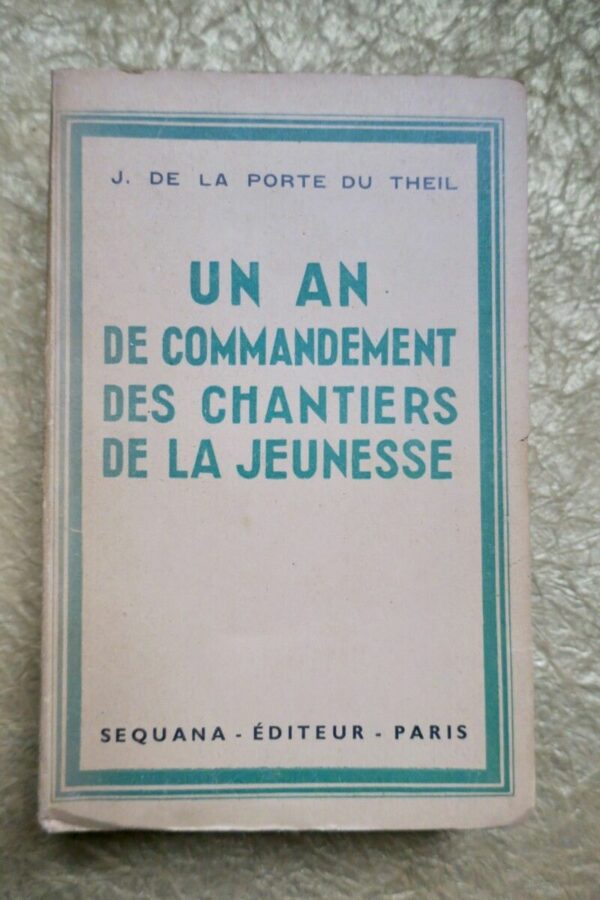 J. DE LA PORTE DU THEIL
UN AN
DE COMMANDEMENT
DES CHANTIERS
DE LA JEUNESSE
SEQUANA - ÉDITEUR - PARIS